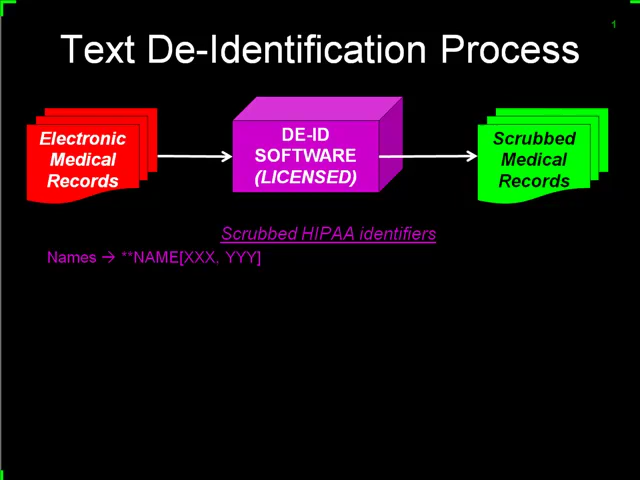 1
Text De-Identification Process
Electronic
Medical
Records
DE-ID
SOFTWARE
(LICENSED)
Scrubbed
Medical
Records
Scrubbed HIPAA identifiers
Names → **NAME[XXX, YYY]